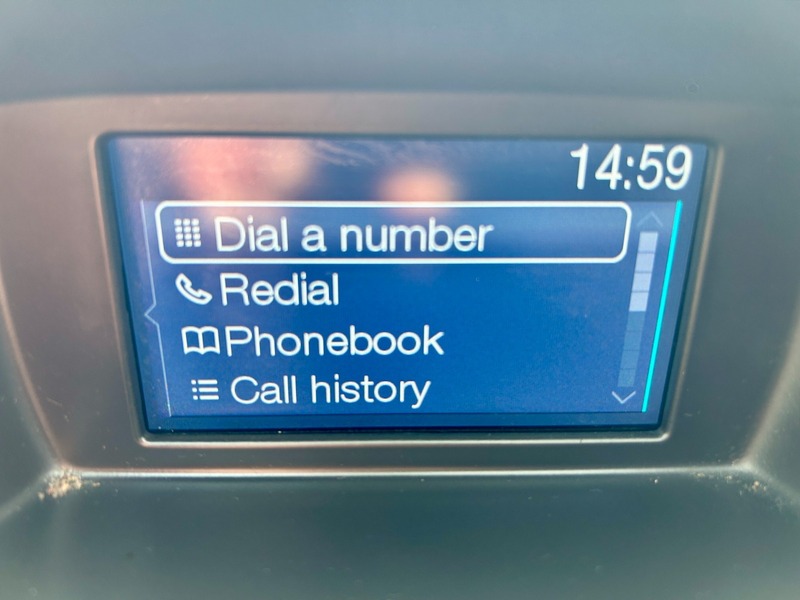 14:59
Dial a number
Redial
Phonebook
Call history